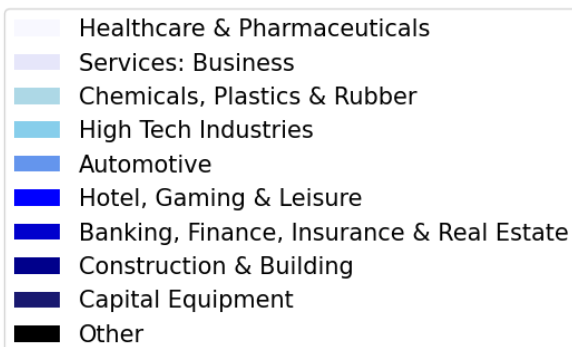 Healthcare & Pharmaceuticals
Services: Business
Chemicals, Plastics & Rubber
High Tech Industries
Automotive
Hotel, Gaming & Leisure
Banking, Finance, Insurance & Real Estate
Construction & Building
Capital Equipment
Other